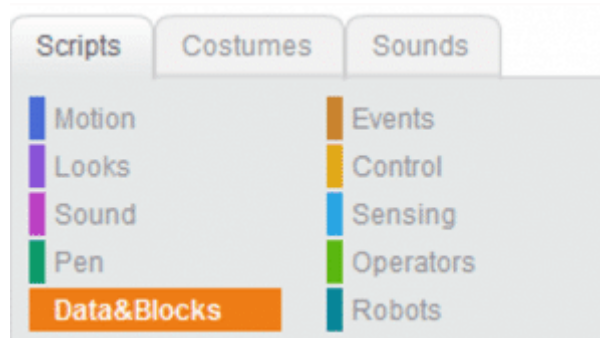 Scripts Costumes Sounds
Motion Events
Looks Control
Sound Sensing
Pen Operators
Data&Blocks Robots